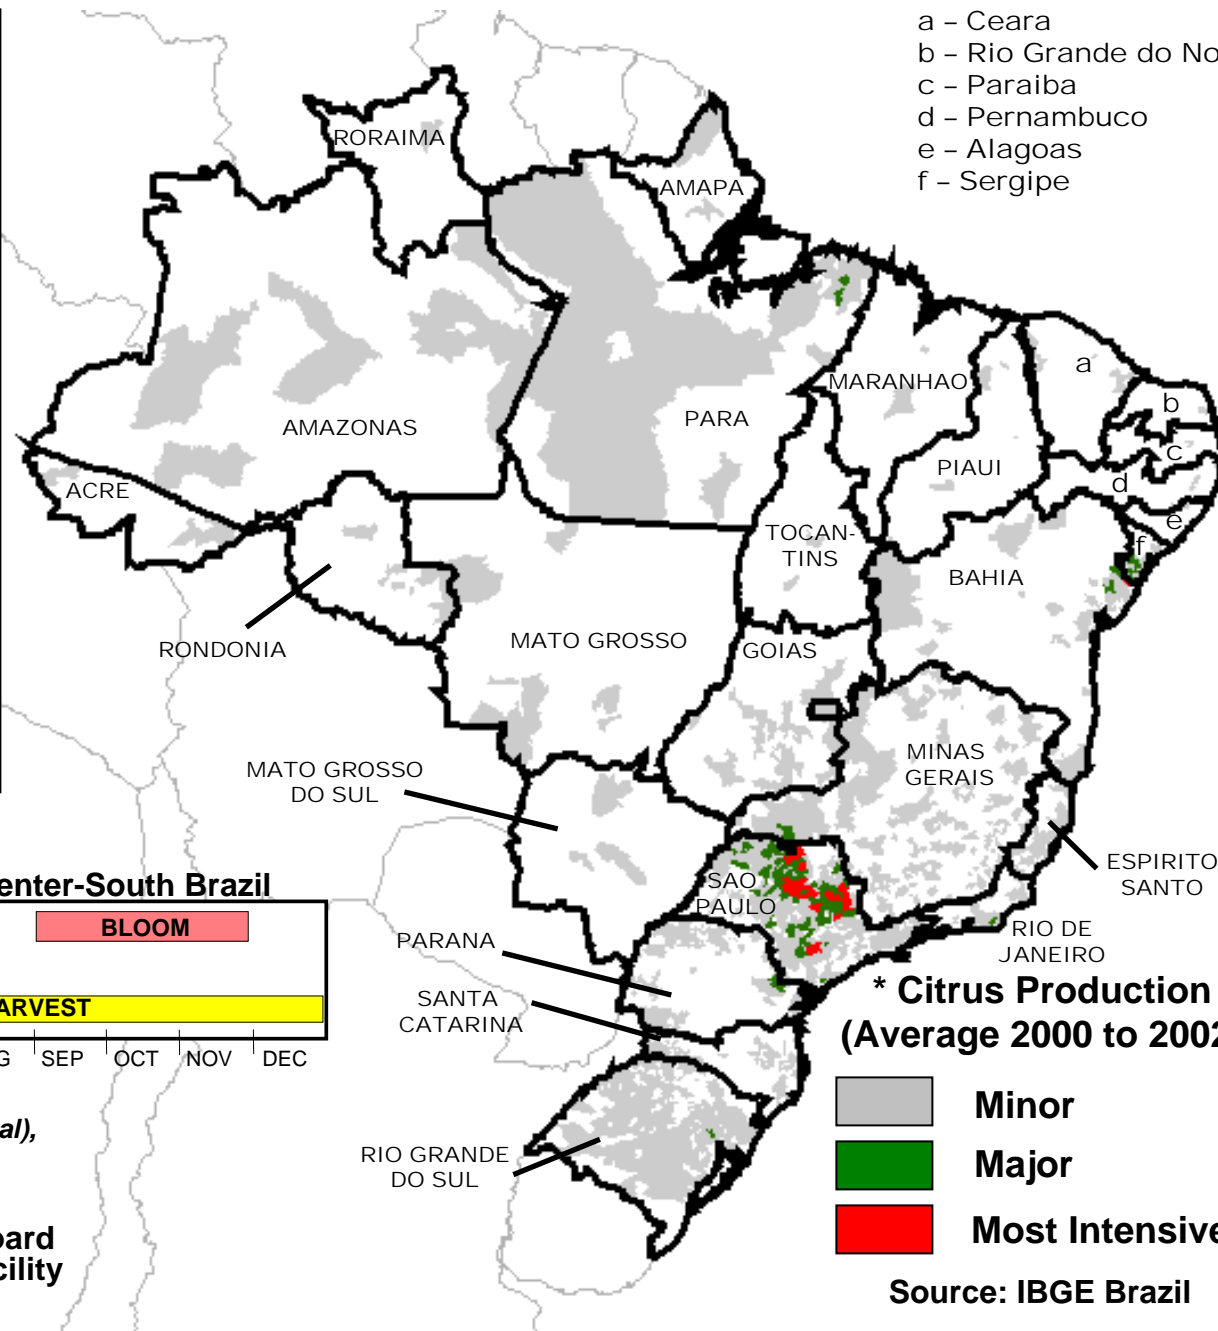 a – Ceara
b – Rio Grande do No
c – Paraiba
d – Pernambuco
e – Alagoas
f – Sergipe
RORAIMA
AMAPA
a
MARANHAO
b
AMAZONAS
PARA
c
PIAUI
d
ACRE
e
TOCAN-
TINS
f
BAHIA
RONDONIA
MATO GROSSO
GOIAS
MINAS
GERAIS
MATO GROSSO
DO SUL
ESPIRITO
SANTO
SAO
PAULO
enter-South Brazil
BLOOM
RIO DE
JANEIRO
PARANA
SANTA
CATARINA
ARVEST
G SEP OCT NOV DEC
* Citrus Production
(Average 2000 to 2002
Minor
al),
RIO GRANDE
DO SUL
Major
Most Intensive
oard
cility
Source: IBGE Brazil